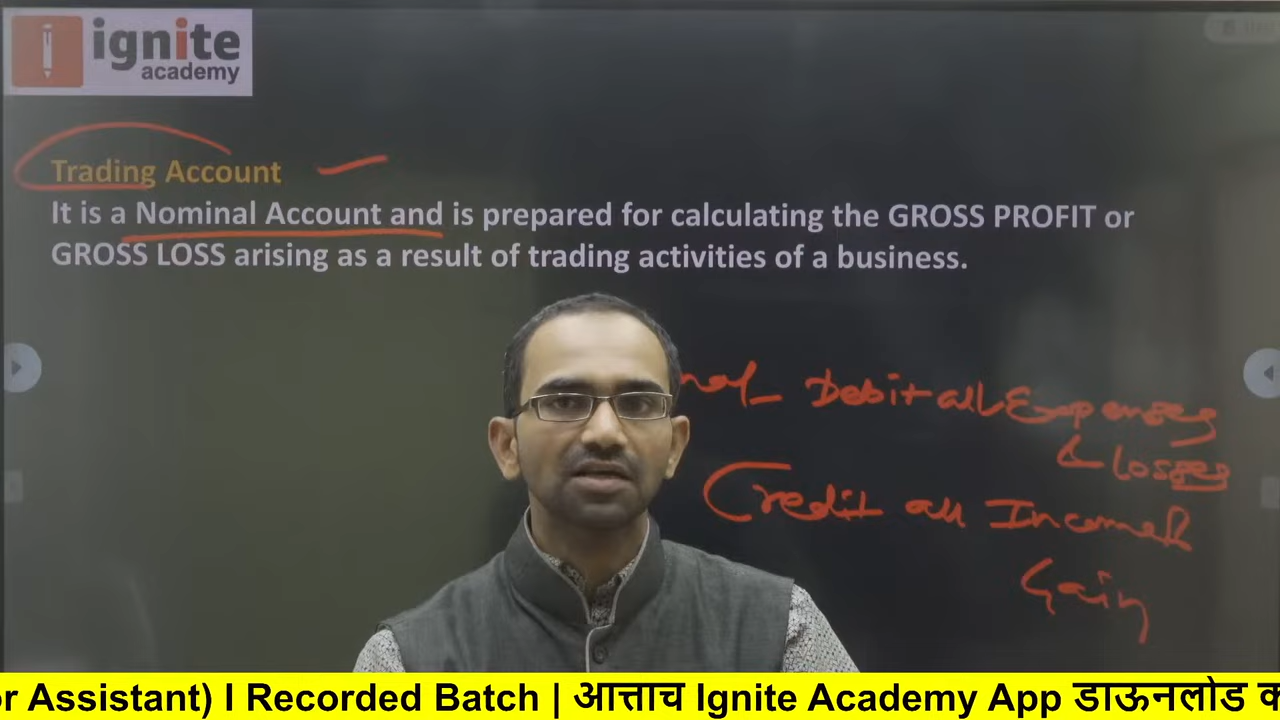 ignite
academy
Trading Account
It is a Nominal Account and is prepared for calculating the GROSS PROFIT or
GROSS LOSS arising as a result of trading activities of a business.
Debit all Expenses
& Losses
Credit all Incomes
Gain
Assistant) I Recorded Batch | आत्ताच Ignite Academy App डाऊनलोड